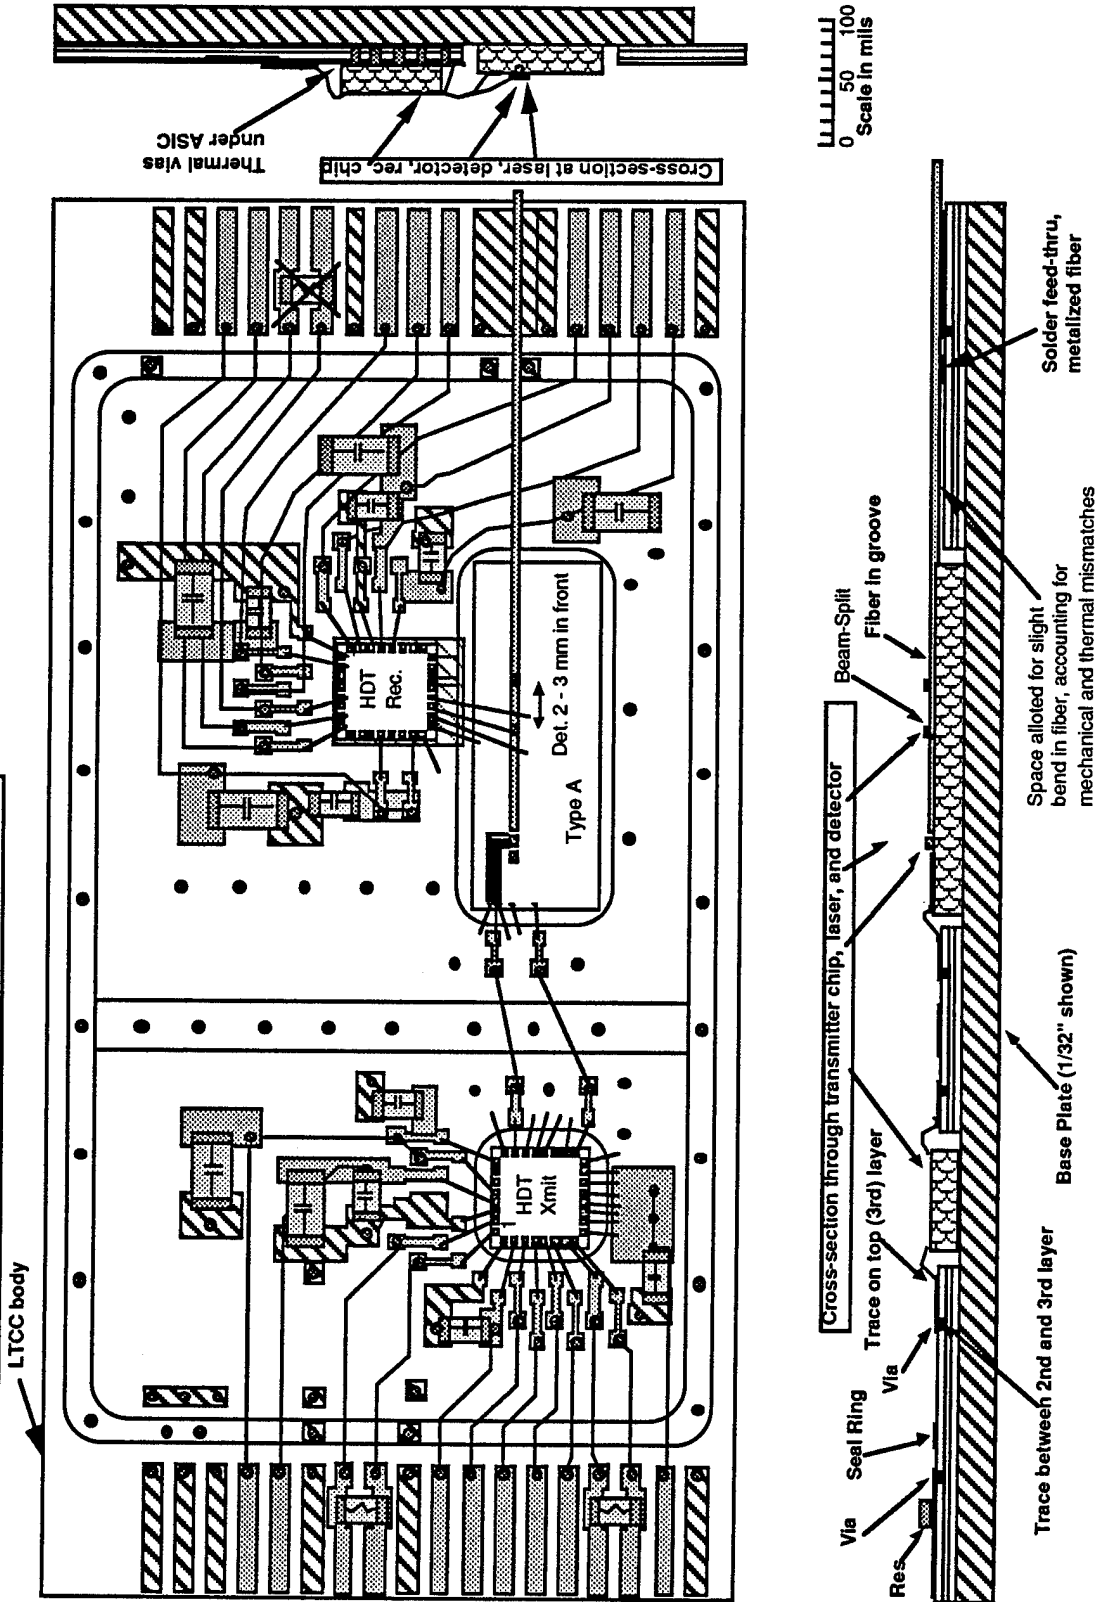 0
50
100
Scale in mils
Thermal vias
under ASIC
Cross-section at laser, detector, rec. chip
LTCC body
HDT
Rec.
Type A
Det. 2 - 3 mm in front
HDT
Xmit
Cross-section through transmitter chip, laser, and detector
Beam-Split
Fiber in groove
Solder feed-thru,
metalized fiber
Space alloted for slight
bend in fiber, accounting for
mechanical and thermal mismatches
Trace on top (3rd) layer
Via
Seal Ring
Via
Res
Base Plate (1/32" shown)
Trace between 2nd and 3rd layer